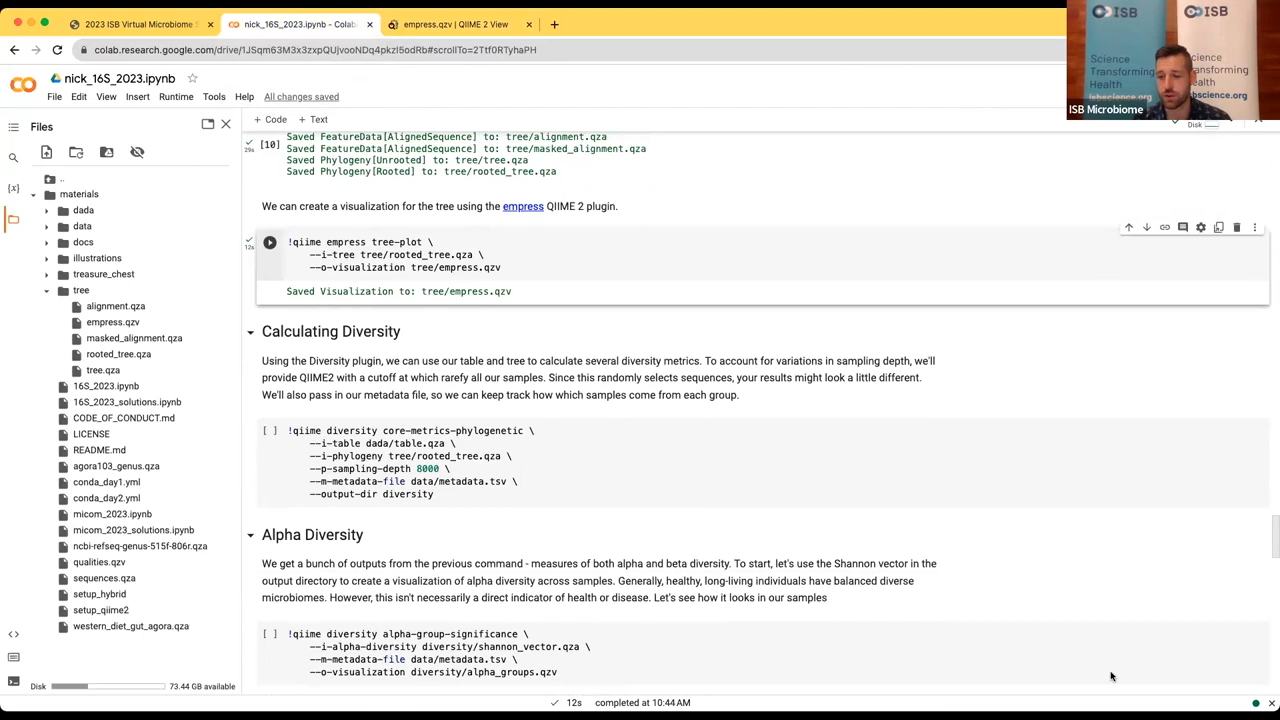 2023 ISB Virtual Microbiome S
nick_16S_2023.ipynb - Colab
empress.qzv | QIIME 2 View
colab.research.google.com/drive/1JSqm63M3x3zxpQUjvooNDq4pkzl5odRb#scrollTo=2Ttf0RTyhaPH
nick_16S_2023.ipynb
File Edit View Insert Runtime Tools Help All changes saved
Files
+ Code + Text
Disk
ISB
ISB
Science
Transforming
Health
isbscience.org
ISB Microbiome
..
materials
dada
data
docs
illustrations
treasure_chest
tree
alignment.qza
empress.qzv
masked_alignment.qza
rooted_tree.qza
tree.qza
16S_2023.ipynb
16S_2023_solutions.ipynb
CODE_OF_CONDUCT.md
LICENSE
README.md
agora103_genus.qza
conda_day1.yml
conda_day2.yml
micom_2023.ipynb
micom_2023_solutions.ipynb
ncbi-refseq-genus-515f-806r.qza
qualities.qzv
sequences.qza
setup_hybrid
setup_qiime2
western_diet_gut_agora.qza
Disk 73.44 GB available
Saved FeatureData[AlignedSequence] to: tree/alignment.qza
[10] Saved FeatureData[AlignedSequence] to: tree/masked_alignment.qza
29s
Saved Phylogeny[Unrooted] to: tree/tree.qza
Saved Phylogeny[Rooted] to: tree/rooted_tree.qza
We can create a visualization for the tree using the empress QIIME 2 plugin.
12s
!qiime empress tree-plot \
--i-tree tree/rooted_tree.qza \
--o-visualization tree/empress.qzv
Saved Visualization to: tree/empress.qzv
Calculating Diversity
Using the Diversity plugin, we can use our table and tree to calculate several diversity metrics. To account for variations in sampling depth, we'll
provide QIIME2 with a cutoff at which rarefy all our samples. Since this randomly selects sequences, your results might look a little different.
We'll also pass in our metadata file, so we can keep track how which samples come from each group.
[ ] !qiime diversity core-metrics-phylogenetic \
--i-table dada/table.qza \
--i-phylogeny tree/rooted_tree.qza \
--p-sampling-depth 8000 \
--m-metadata-file data/metadata.tsv \
--output-dir diversity
Alpha Diversity
We get a bunch of outputs from the previous command - measures of both alpha and beta diversity. To start, let's use the Shannon vector in the
output directory to create a visualization of alpha diversity across samples. Generally, healthy, long-living individuals have balanced diverse
microbiomes. However, this isn't necessarily a direct indicator of health or disease. Let's see how it looks in our samples
[ ] !qiime diversity alpha-group-significance \
--i-alpha-diversity diversity/shannon_vector.qza \
--m-metadata-file data/metadata.tsv \
--o-visualization diversity/alpha_groups.qzv
12s completed at 10:44AM